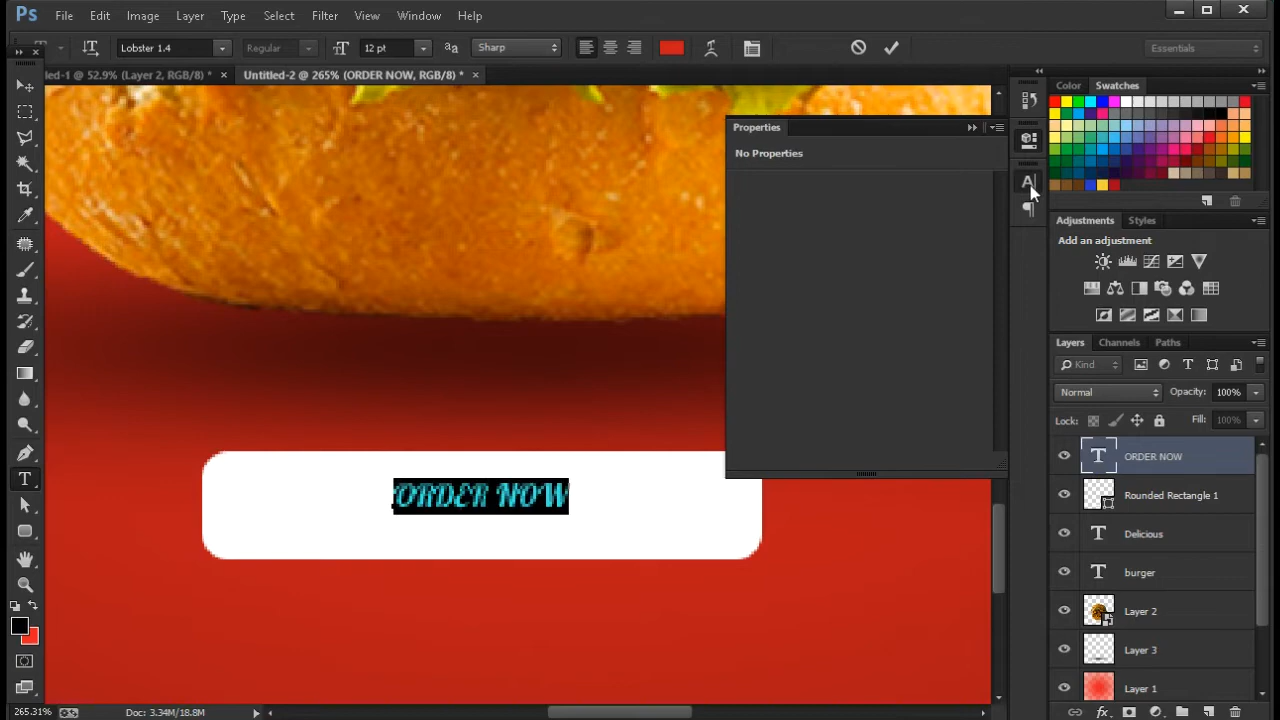 Ps File Edit Image Layer Type Select Filter View Window Help
T Lobster 1.4 Regular 12 pt aa Sharp Essentials
led-1 @ 52.9% (Layer 2, RGB/8) * × Untitled-2 @ 265% (ORDER NOW, RGB/8) * ×
Color Swatches
Properties
No Properties
Adjustments Styles
Add an adjustment
Layers Channels Paths
Kind
Normal Opacity: 100%
Lock: Fill: 100%
ORDER NOW
Rounded Rectangle 1
Delicious
burger
Layer 2
Layer 3
Layer 1
ORDER NOW
265.31% Doc: 3.34M/18.8M